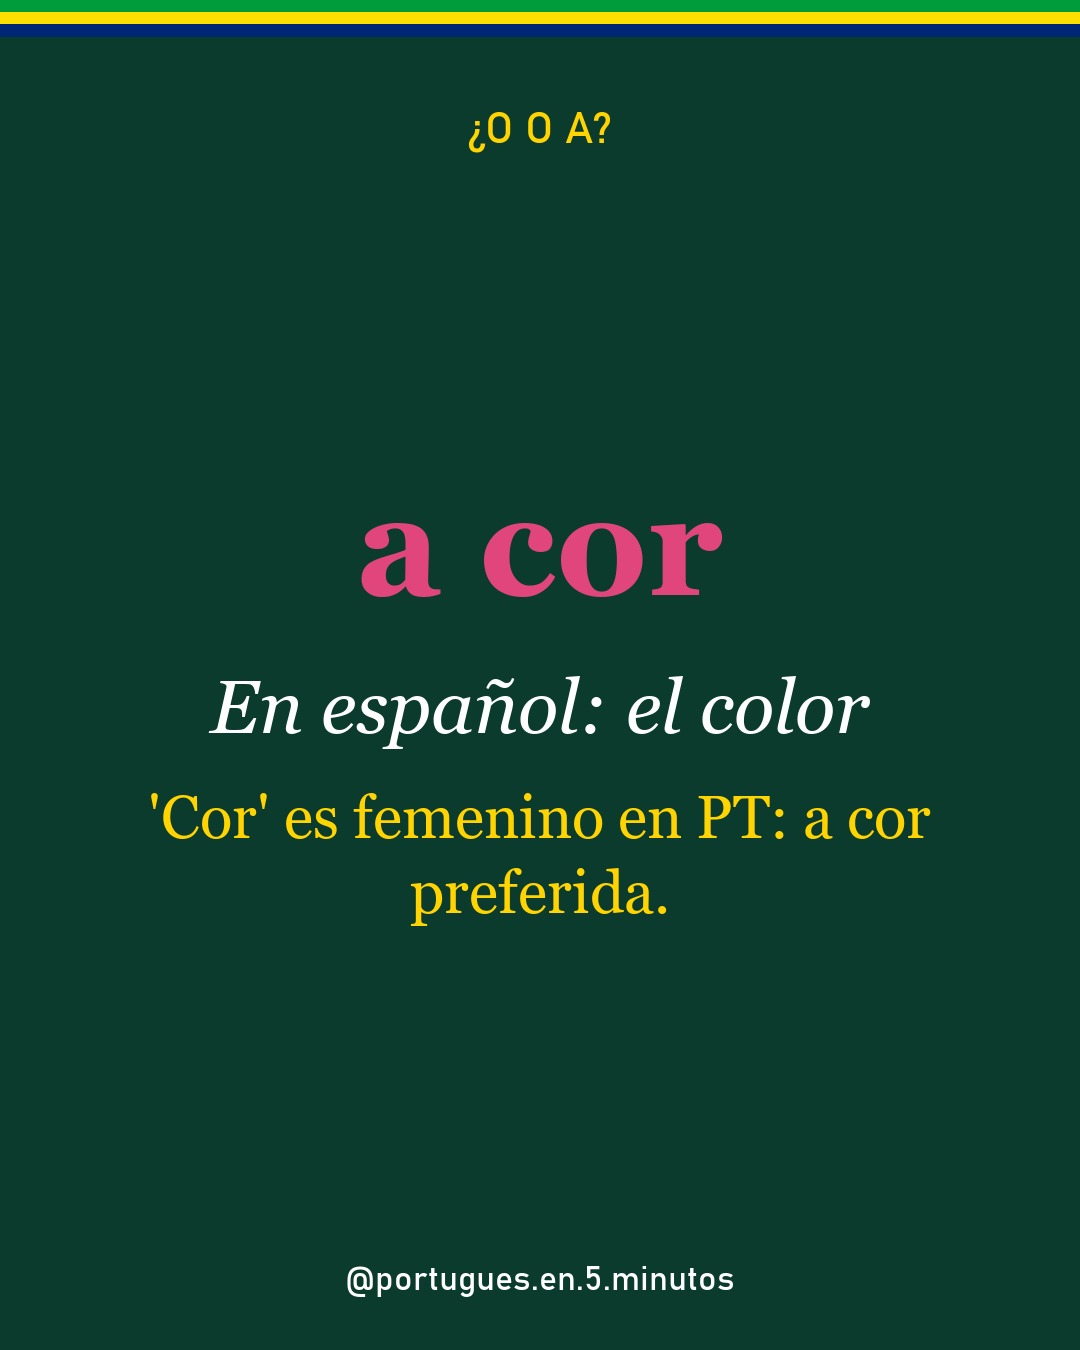 ¿O O A?
a cor
En español: el color
'Cor' es femenino en PT: a cor
preferida.
@portugues.en.5.minutos